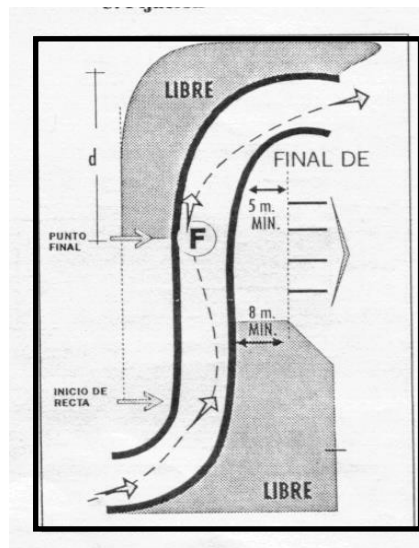 LIBRE
d
FINAL DE
5 m.
MIN.
F
PUNTO
FINAL
8 m.
MIN.
INICIO DE
RECTA
LIBRE